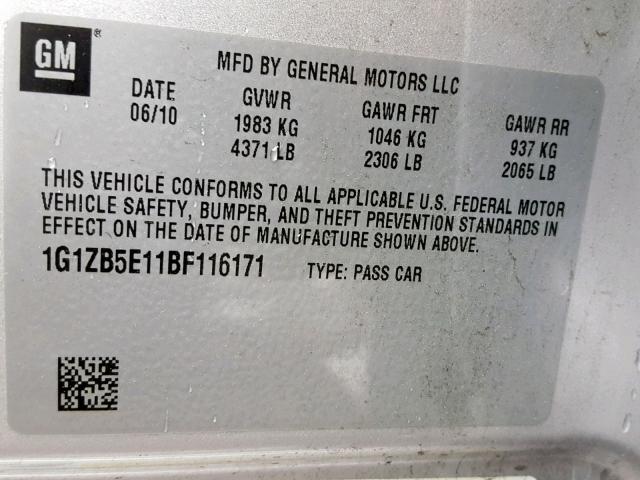 GM®
MFD BY GENERAL MOTORS LLC
DATE GVWR GAWR FRT GAWR RR
06/10 1983 KG 1046 KG 937 KG
4371 LB 2306 LB 2065 LB
THIS VEHICLE CONFORMS TO ALL APPLICABLE U.S. FEDERAL MOTOR
VEHICLE SAFETY, BUMPER, AND THEFT PREVENTION STANDARDS IN
EFFECT ON THE DATE OF MANUFACTURE SHOWN ABOVE.
1G1ZB5E11BF116171 TYPE: PASS CAR